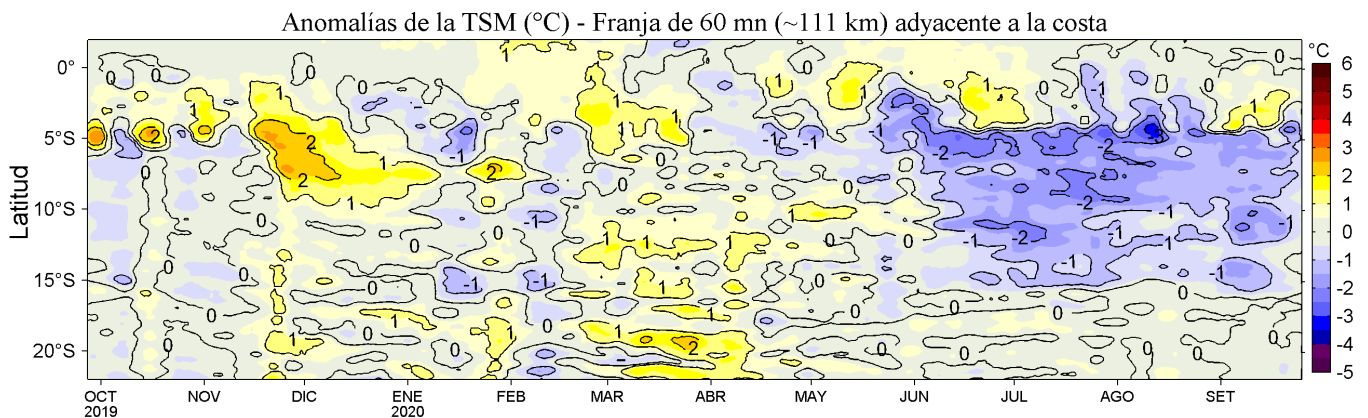 Anomalías de la TSM (°C) - Franja de 60 mn (~111 km) adyacente a la costa
°C
Latitud
0°
5°S
10°S
15°S
20°S
6
5
4
3
2
1
0
-1
-2
-3
-4
-5
OCT NOV DIC ENE FEB MAR ABR MAY JUN JUL AGO SET
2019 2020